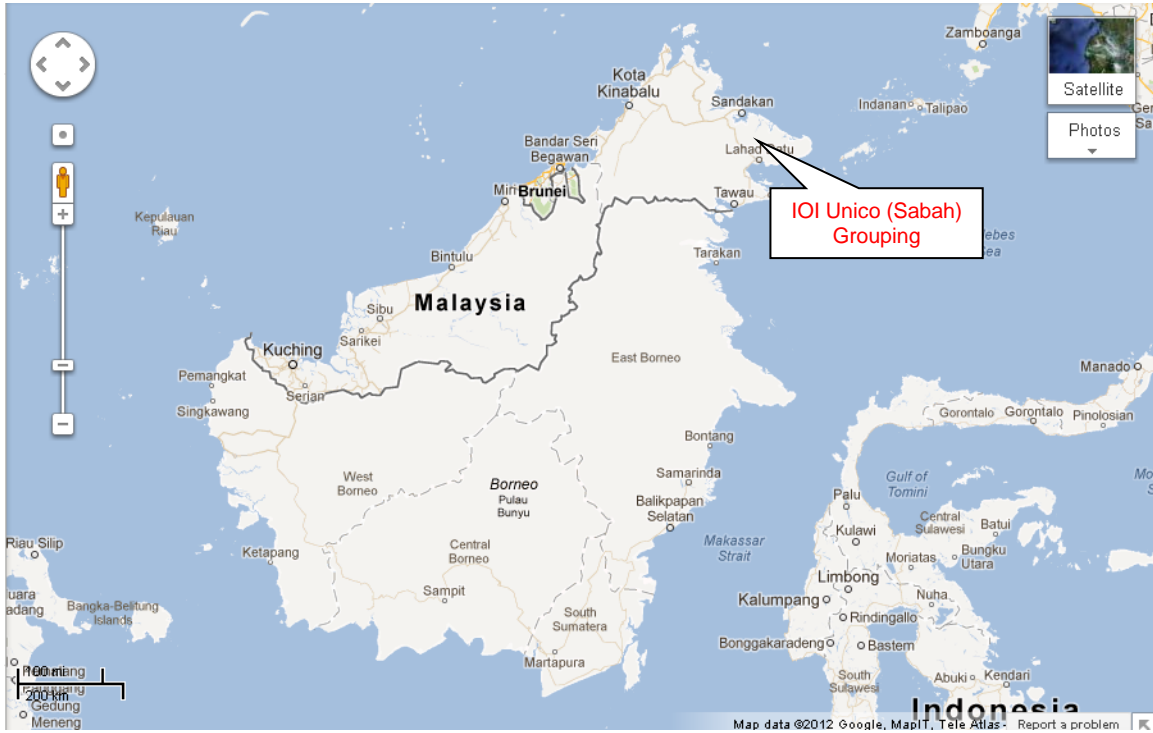 Zamboanga
Kota
Kinabalu
Satellite
Sandakan
Indanan
Talipao
Photos
Bandar Seri
Begawan
Lahad Datu
Miri
Brunei
Tawau
IOI Unico (Sabah)
Grouping
Kepulauan
Riau
Bintulu
Tarakan
Malaysia
Sibu
Sarikei
Kuching
East Borneo
Pemangkat
Serian
Manado
Singkawang
Gorontalo
Gorontalo
Pinolosian
Bontang
West
Borneo
Borneo
Pulau
Bunyu
Samarinda
Gulf of
Tomini
Balikpapan
Selatan
Palu
Central
Sulawesi
Batui
Kulawi
Riau Silip
Ketapang
Central
Borneo
Makassar
Strait
Moriatas
Bungku
Utara
Limbong
Sampit
Kalumpang
Nuha
Bangka-Belitung
Islands
South
Sumatera
Rindingallo
Bonggakaradeng
Bastem
Martapura
South
Sulawesi
Abuki
Kendari
100 mi
200 km
Gedung
Meneng
Indonesia
Map data ©2012 Google, MapIT, Tele Atlas -
Report a problem